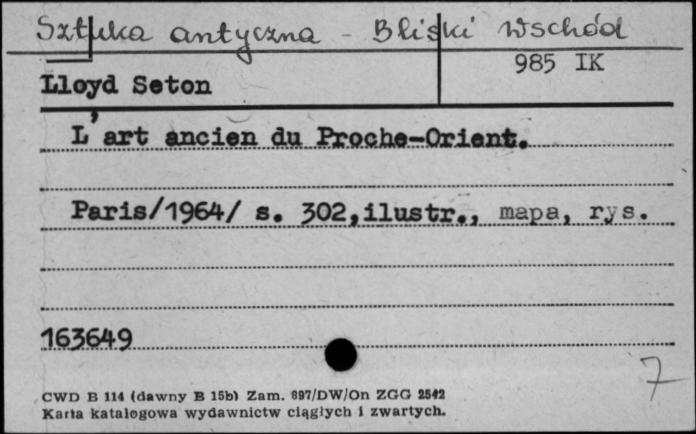 Sztuka antyczna - Bliski Wschód
985 IK
Lloyd Seton
L'art ancien du Proche-Orient.
Paris/1964/ s. 302,ilustr., mapa, rys.
163649
7
CWD B 114 (dawny B 15b) Zam. 897/DW/On ZGG 2542
Karta katalogowa wydawnictw ciągłych i zwartych.